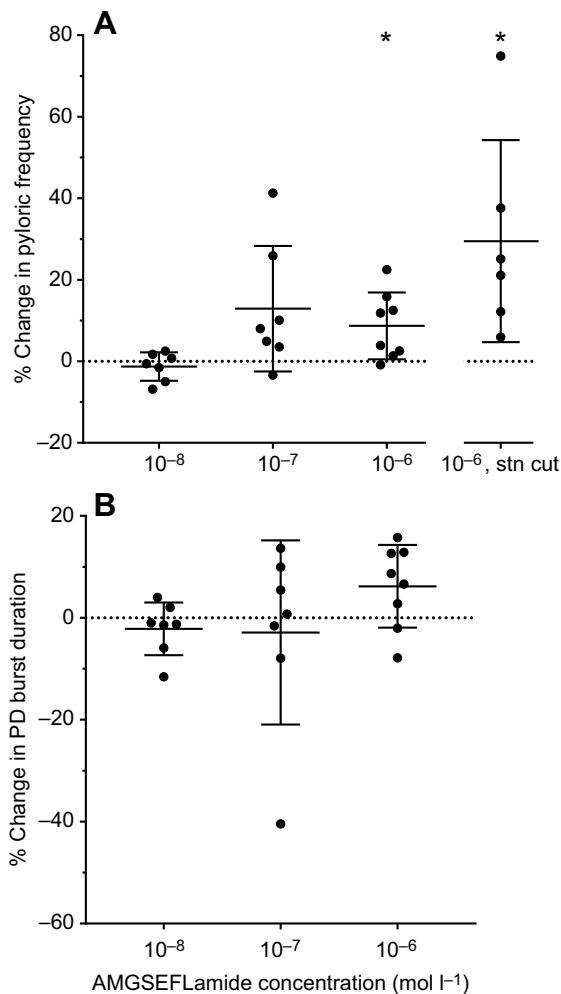 A
80
60
40
20
0
–20
% Change in pyloric frequency
* *
10–8 10–7 10–6 10–6, stn cut
B
20
0
–20
–40
–60
% Change in PD burst duration
10–8 10–7 10–6
AMGSEFLamide concentration (mol l–1)